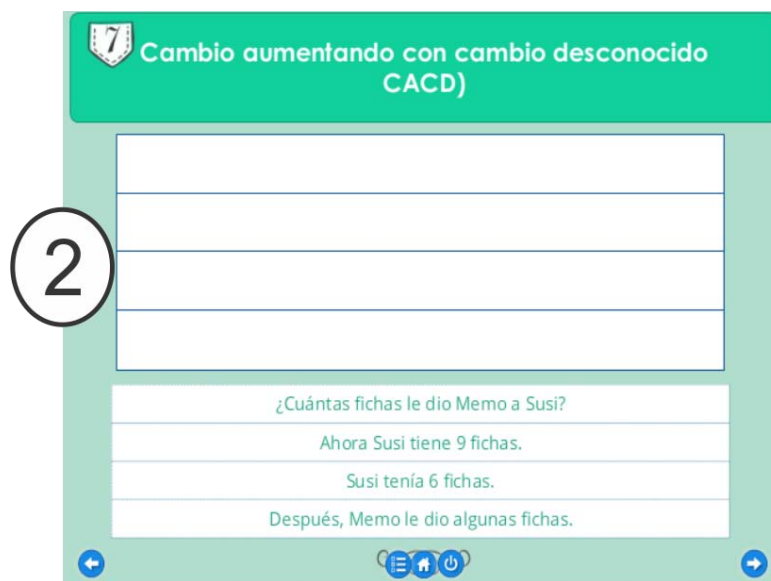 7
Cambio aumentando con cambio desconocido
CACD)
2
¿Cuántas fichas le dio Memo a Susi?
Ahora Susi tiene 9 fichas.
Susi tenía 6 fichas.
Después, Memo le dio algunas fichas.